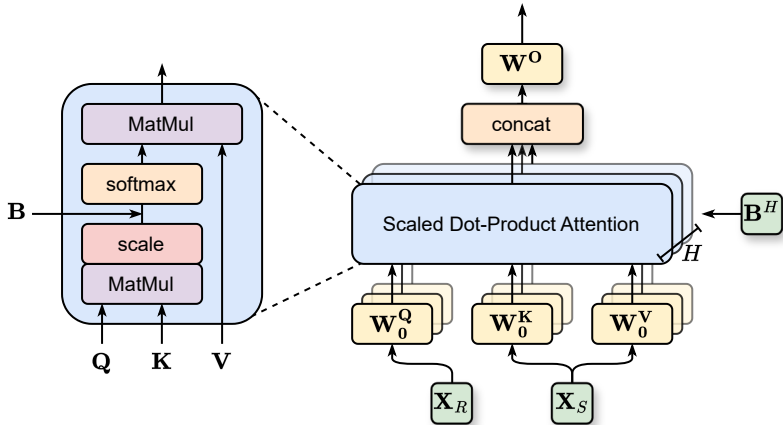 W^O
concat
MatMul
softmax
B
scale
MatMul
Q K V
Scaled Dot-Product Attention
B^H
H
W_0^Q W_0^K W_0^V
X_R X_S